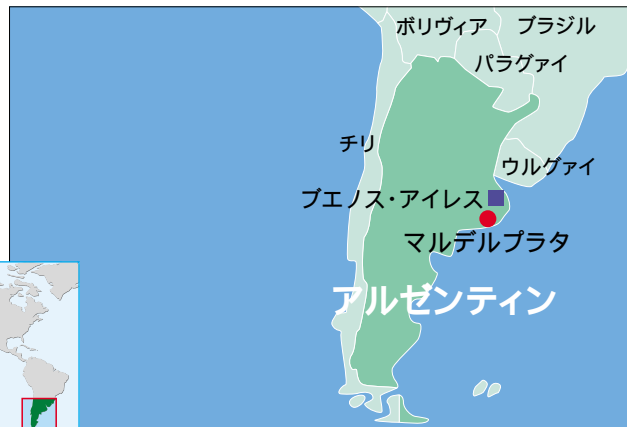 ボリヴィア
ブラジル
パラグァイ
チリ
ウルグァイ
ブエノス・アイレス
マルデルプラタ
アルゼンティン